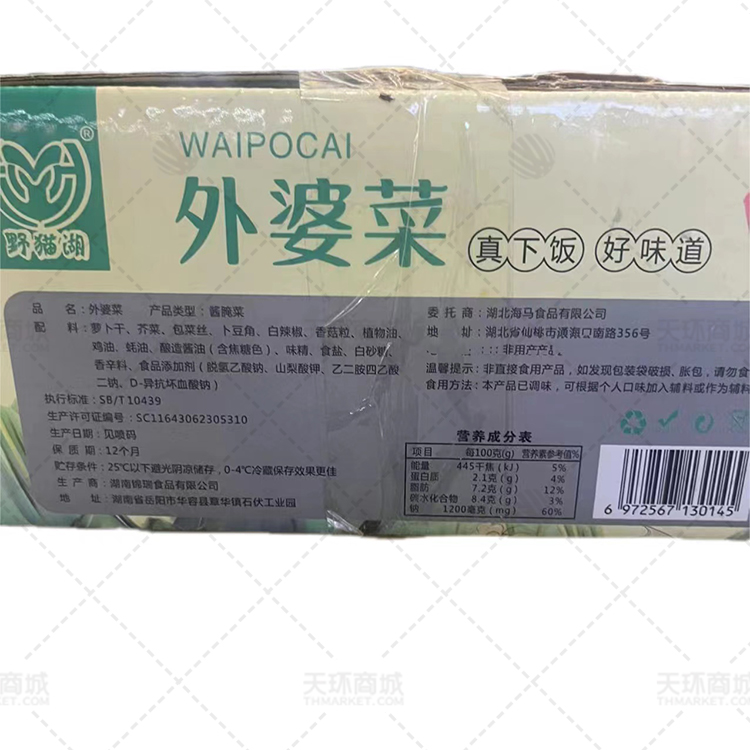 WAIPOCAI
外婆菜
真下饭 好味道
®
野猫湖
品 名：外婆菜 产品类型：酱腌菜
配 料：萝卜干、芥菜、包菜丝、卜豆角、白辣椒、香菇粒、植物油、
鸡油、蚝油、酿造酱油（含焦糖色）、味精、食盐、白砂糖、
香辛料、食品添加剂（脱氢乙酸钠、山梨酸钾、乙二胺四乙酸
二钠、D-异抗坏血酸钠）
执行标准：SB/T 10439
生产许可证编号：SC11643062305310
生产日期：见喷码
保 质 期：12个月
贮存条件：25℃以下避光阴凉储存，0-4℃冷藏保存效果更佳
生 产 商：湖南锦瑞食品有限公司
地 址：湖南省岳阳市华容县章华镇石伏工业园
委 托 商：湖北海马食品有限公司
地 址：湖北省仙桃市 南路356号
非用产产
温馨提示：非直接食用产品，如发现包装袋破损、胀包，请勿食
食用方法：本产品已调味，可根据个人口味加入辅料或作为辅料
营养成分表
项目 每100克(g) 营养素参考值%
能量 445千焦(kJ) 5%
蛋白质 2.1克(g) 4%
脂肪 7.2克(g) 12%
碳水化合物 8.4克(g) 3%
钠 1200毫克(mg) 60%
6 972567 130145
天环商城
THMARKET.COM